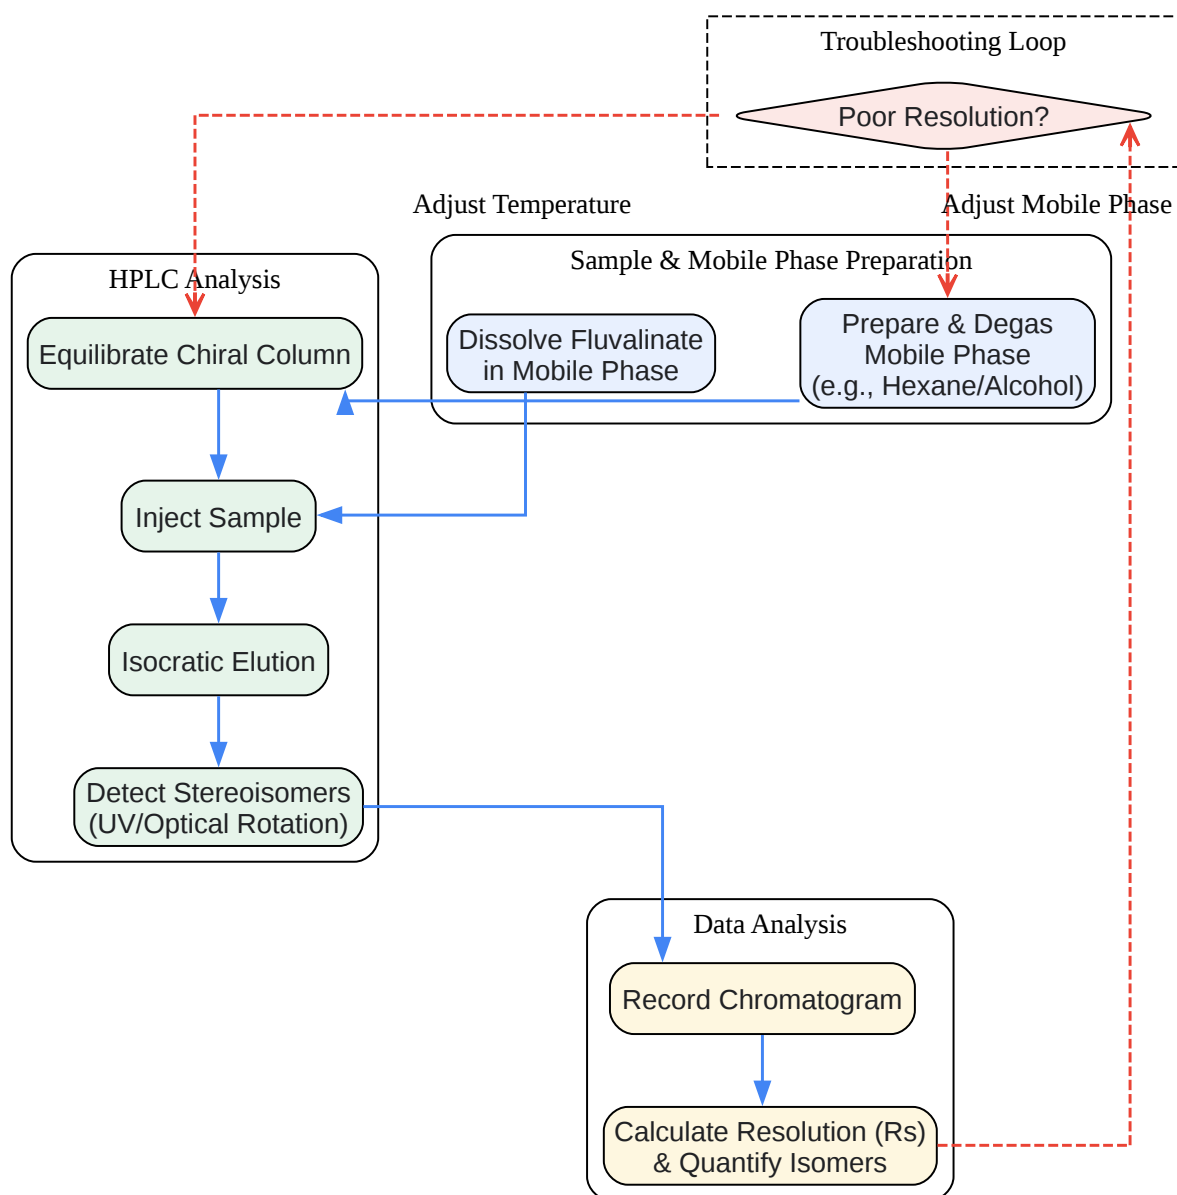 Troubleshooting Loop
Poor Resolution?
Adjust Temperature
Adjust Mobile Phase
HPLC Analysis
Sample & Mobile Phase Preparation
Equilibrate Chiral Column
Dissolve Fluvalinate
in Mobile Phase
Prepare & Degas
Mobile Phase
(e.g., Hexane/Alcohol)
Inject Sample
Isocratic Elution
Detect Stereoisomers
(UV/Optical Rotation)
Data Analysis
Record Chromatogram
Calculate Resolution (Rs)
& Quantify Isomers